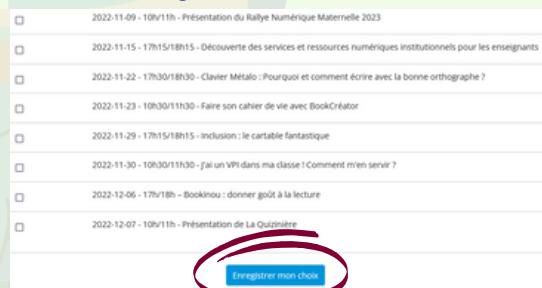 2022-11-09 - 10h/11h - Présentation du Rallye Numérique Maternelle 2023
2022-11-15 - 17h15/18h15 - Découverte des services et ressources numériques institutionnels pour les enseignants
2022-11-22 - 17h30/18h30 - Clavier Métalo : Pourquoi et comment écrire avec la bonne orthographe ?
2022-11-23 - 10h30/11h30 - Faire son cahier de vie avec BookCréator
2022-11-29 - 17h15/18h15 - Inclusion : le cartable fantastique
2022-11-30 - 10h30/11h30 - J'ai un VPI dans ma classe ! Comment m'en servir ?
2022-12-06 - 17h/18h – Bookinou : donner goût à la lecture
2022-12-07 - 10h/11h - Présentation de La Quizinière
Enregistrer mon choix